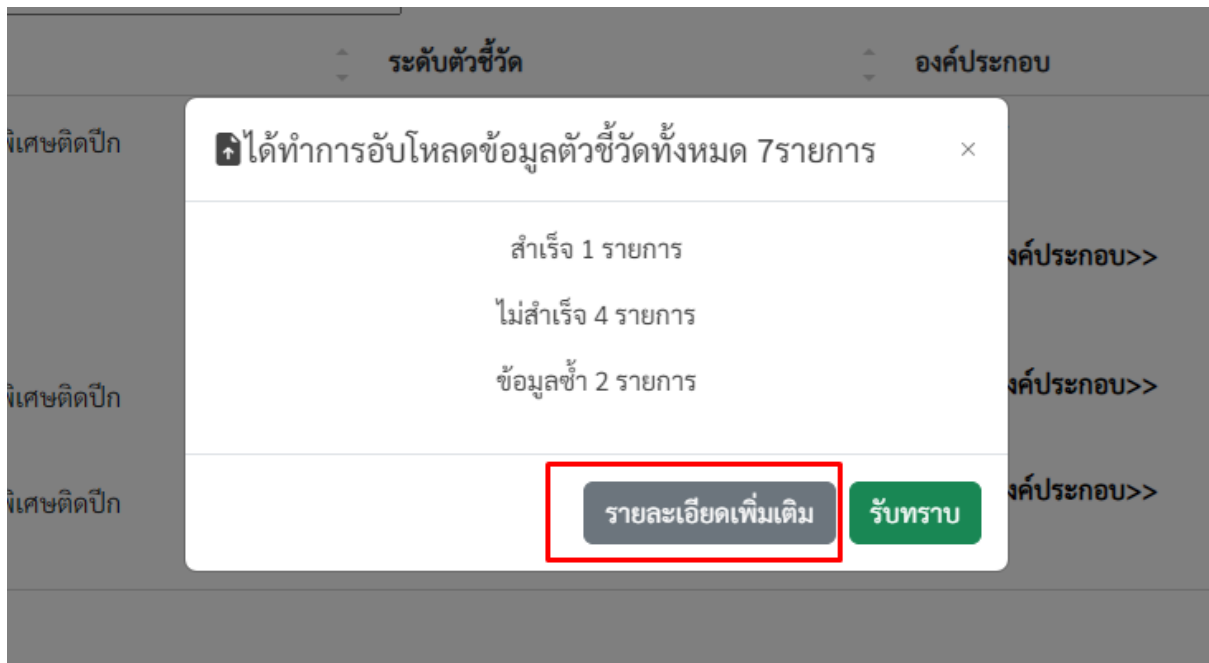 ระดับตัวชี้วัด
องค์ประกอบ
พิเศษติดปีก
ได้ทำการอับโหลดข้อมูลตัวชี้วัดทั้งหมด 7รายการ
×
สำเร็จ 1 รายการ
งค์ประกอบ>>
ไม่สำเร็จ 4 รายการ
ข้อมูลซ้ำ 2 รายการ
พิเศษติดปีก
งค์ประกอบ>>
พิเศษติดปีก
งค์ประกอบ>>
รายละเอียดเพิ่มเติม
รับทราบ